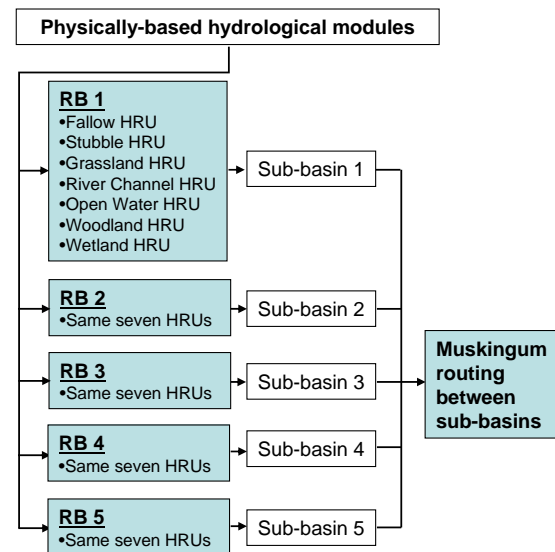 Physically-based hydrological modules
RB 1
•Fallow HRU
•Stubble HRU
•Grassland HRU
•River Channel HRU
•Open Water HRU
•Woodland HRU
•Wetland HRU
Sub-basin 1
RB 2
•Same seven HRUs
Sub-basin 2
RB 3
•Same seven HRUs
Sub-basin 3
RB 4
•Same seven HRUs
Sub-basin 4
RB 5
•Same seven HRUs
Sub-basin 5
Muskingum
routing
between
sub-basins